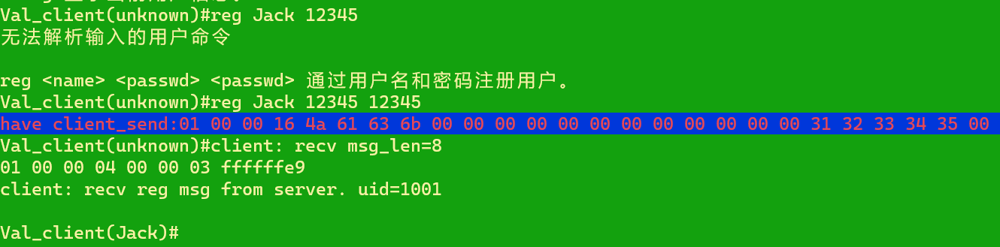 Val_client(unknown)#reg Jack 12345
无法解析输入的用户命令
reg <name> <passwd> <passwd> 通过用户名和密码注册用户。
Val_client(unknown)#reg Jack 12345 12345
have client_send:01 00 00 16 4a 61 63 6b 00 00 00 00 00 00 00 00 00 00 00 00 31 32 33 34 35 00
Val_client(unknown)#client: recv msg_len=8
01 00 00 04 00 00 03 ffffffe9
client: recv reg msg from server. uid=1001
Val_client(Jack)#